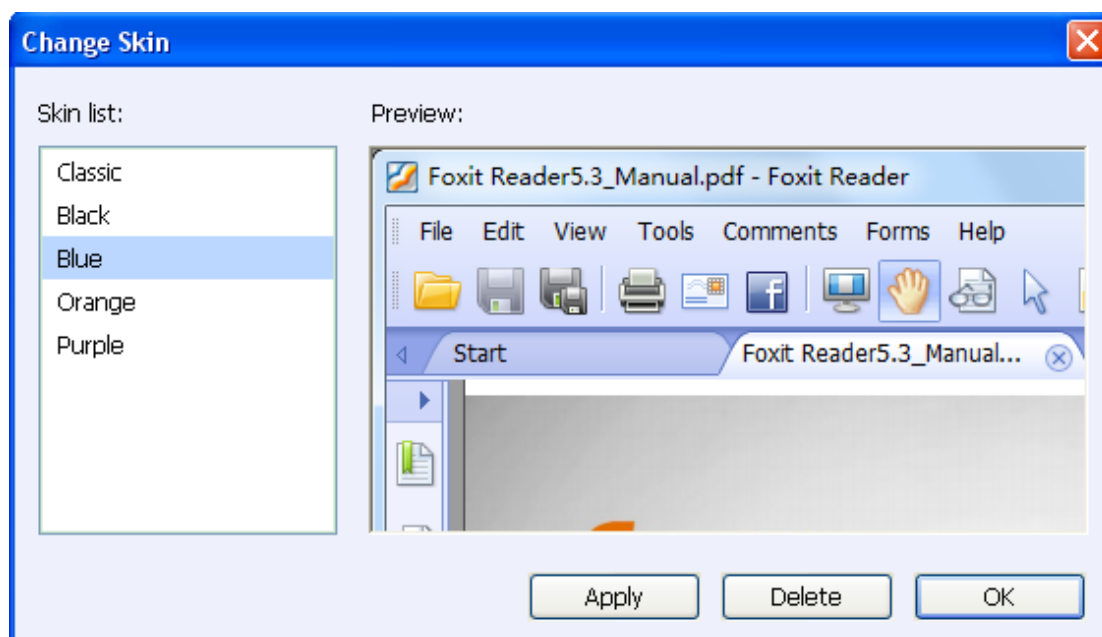 Change Skin
Skin list:
Preview:
Classic
Black
Blue
Orange
Purple
Foxit Reader5.3_Manual.pdf - Foxit Reader
File Edit View Tools Comments Forms Help
Start
Foxit Reader5.3_Manual...
Apply
Delete
OK